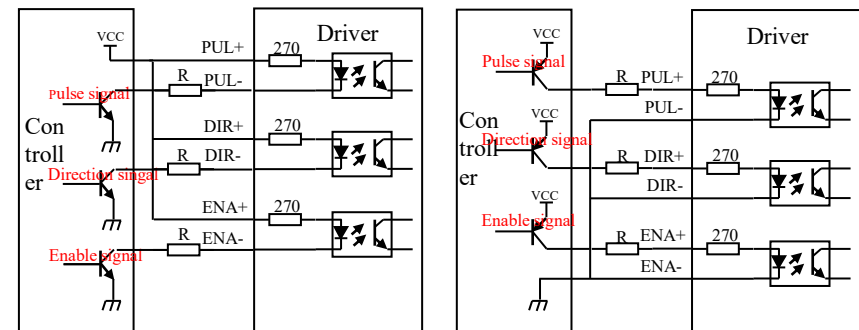 VCC
PUL+
270
Driver
Pulse signal
R
PUL-
Con
troll
er
DIR+
270
Direction singal
R
DIR-
ENA+
270
Enable signal
R
ENA-
VCC
Driver
Pulse signal
R
PUL+
270
PUL-
Con
troll
er
VCC
Direction signal
R
DIR+
270
DIR-
VCC
Enable signal
R
ENA+
270
ENA-